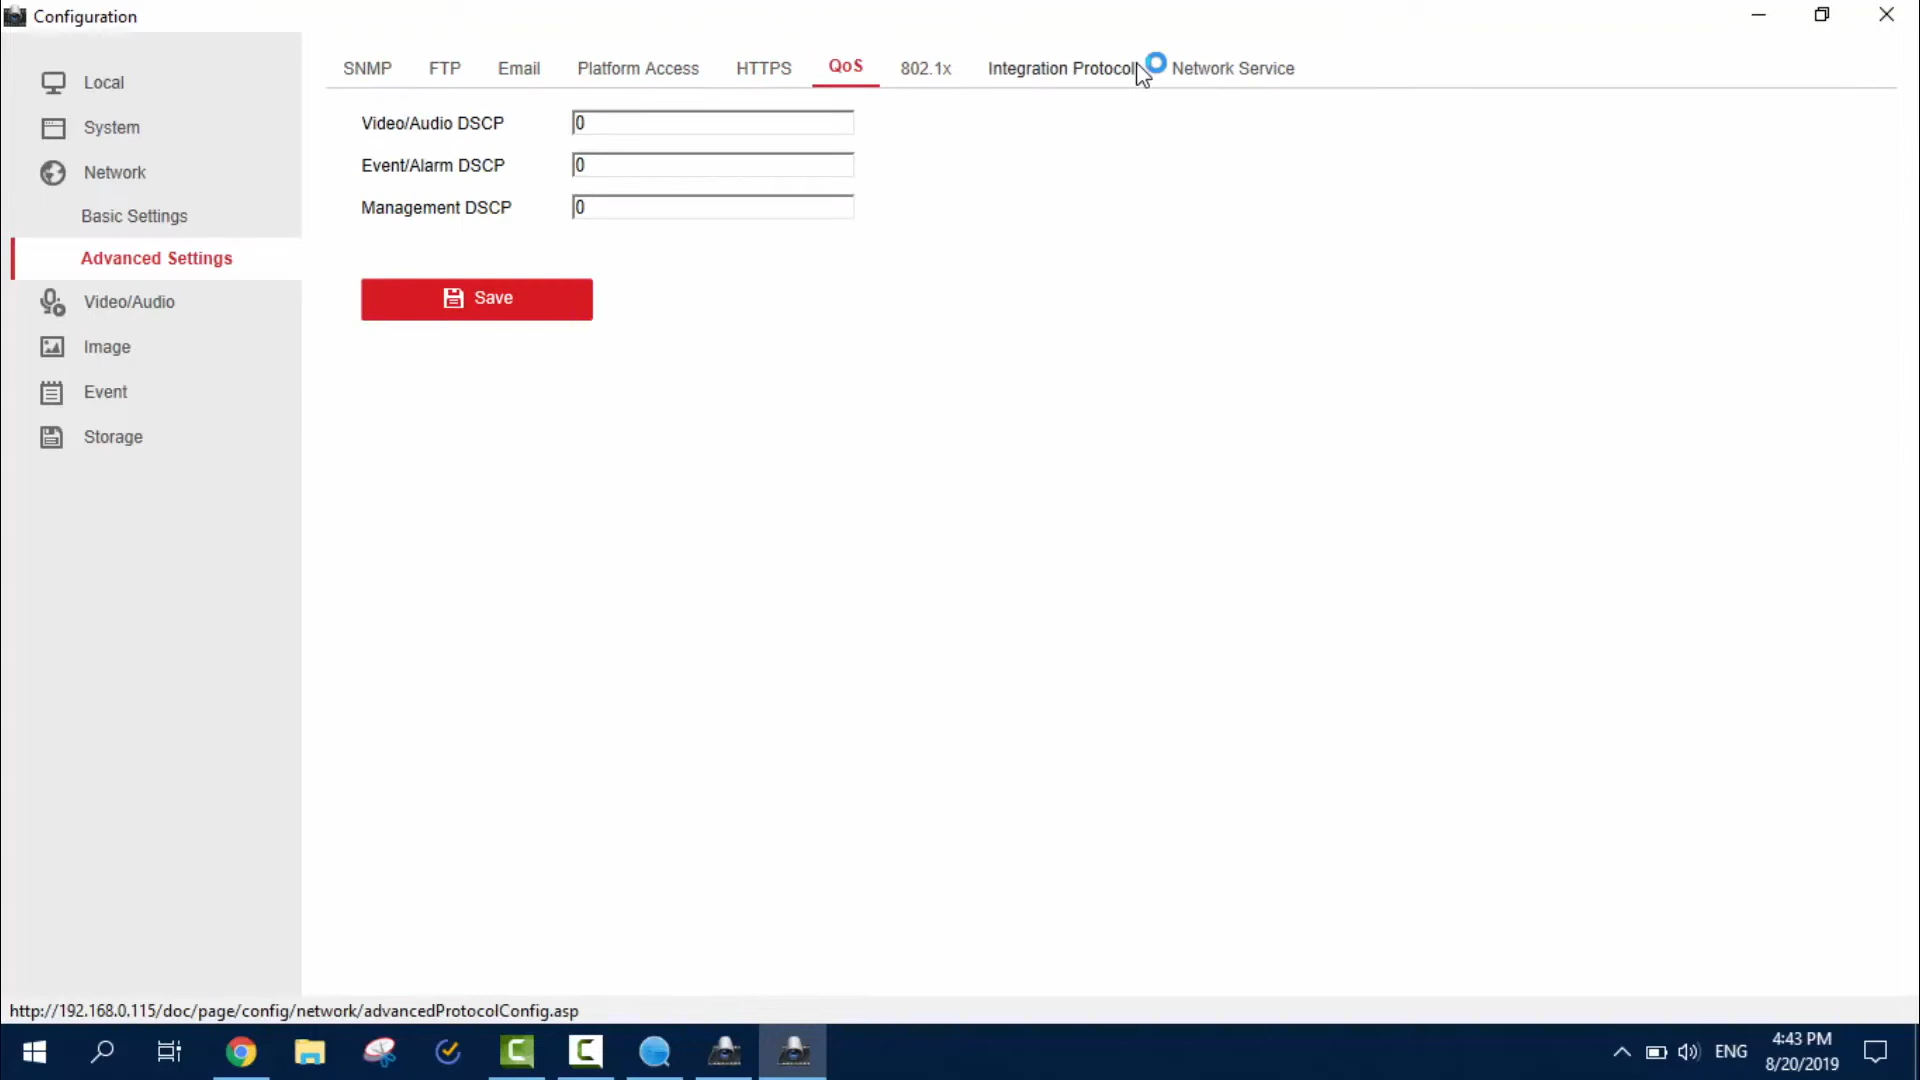 Configuration
SNMP FTP Email Platform Access HTTPS QoS 802.1x Integration Protocol Network Service
Local
System
Network
Basic Settings
Advanced Settings
Video/Audio
Image
Event
Storage
Video/Audio DSCP 0
Event/Alarm DSCP 0
Management DSCP 0
Save
http://192.168.0.115/doc/page/config/network/advancedProtocolConfig.asp
ENG
4:43 PM
8/20/2019